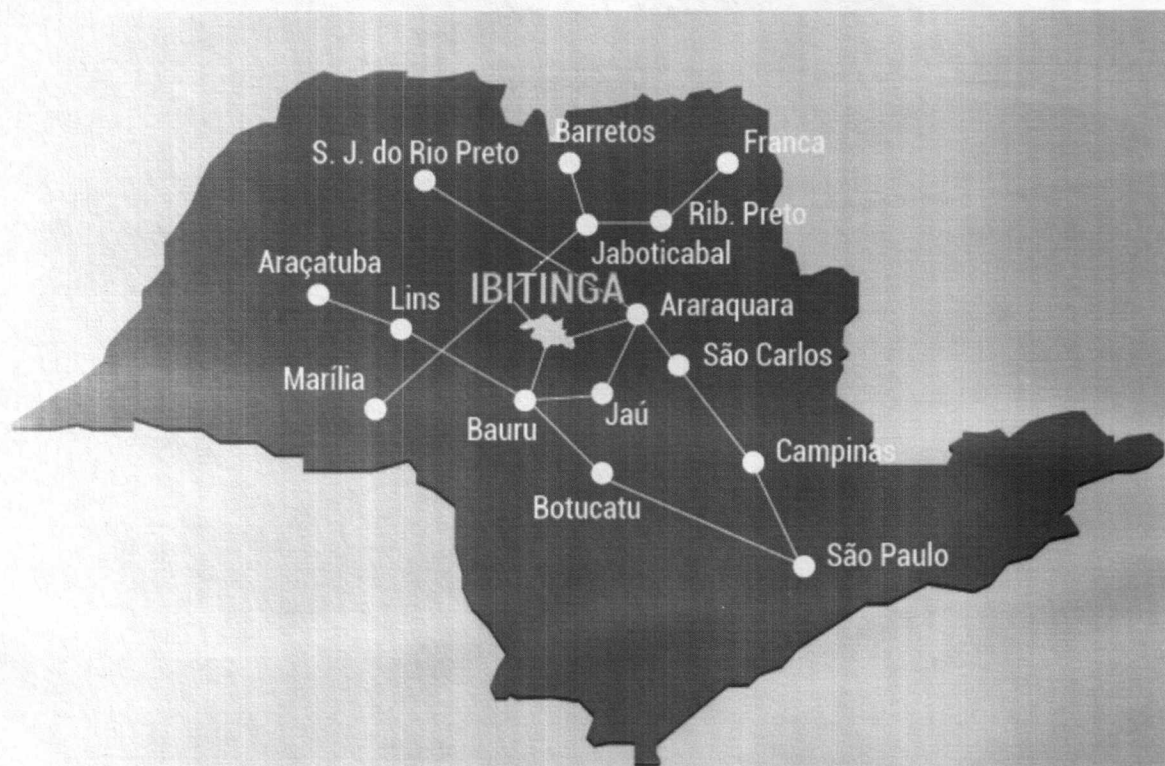 Barretos
Franca
S. J. do Rio Preto
Rib. Preto
Jaboticabal
Araçatuba
IBITINGA
Lins
Araraquara
São Carlos
Marília
Jaú
Bauru
Campinas
Botucatu
São Paulo